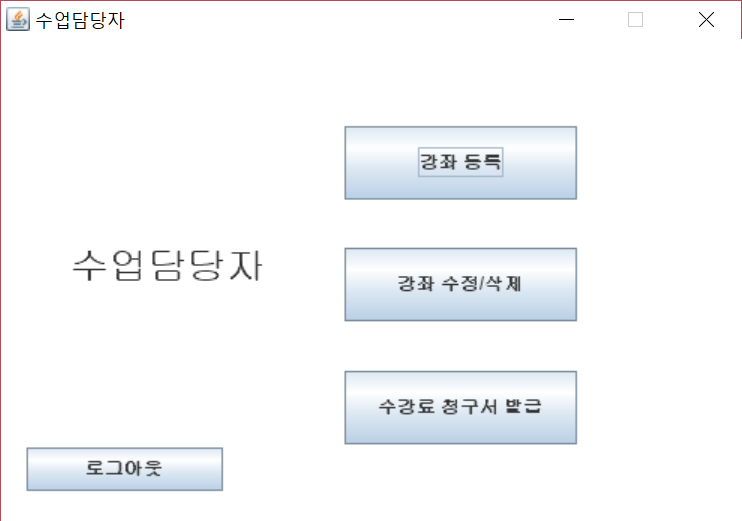 수업담당자
강좌 등록
수업담당자
강좌 수정/삭제
수강료 청구서 발급
로그아웃